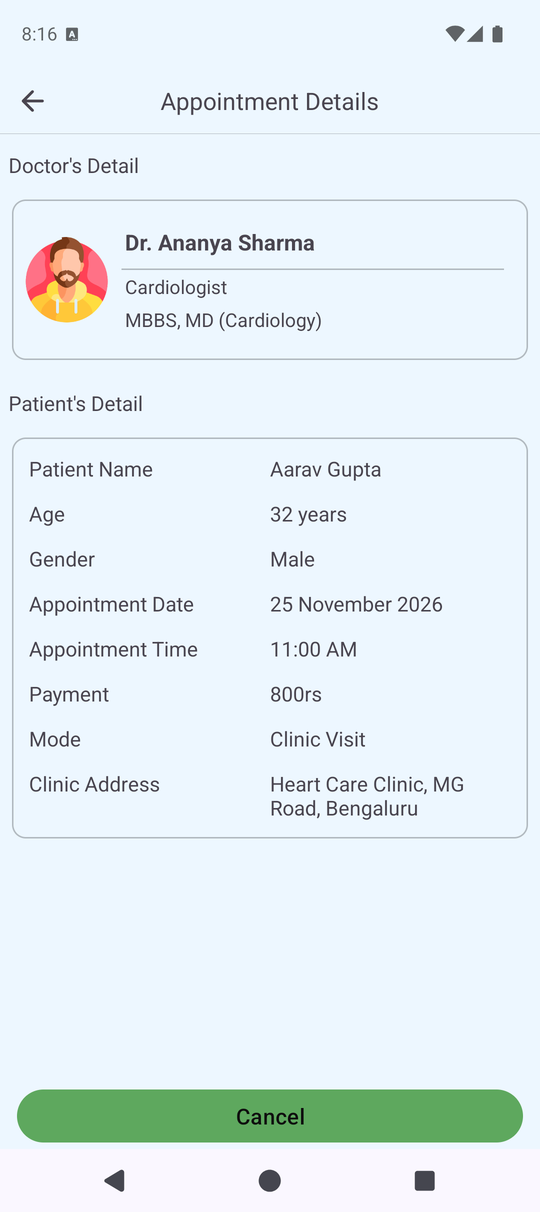 8:16 A
Appointment Details
Doctor's Detail
Dr. Ananya Sharma
Cardiologist
MBBS, MD (Cardiology)
Patient's Detail
Patient Name Aarav Gupta
Age 32 years
Gender Male
Appointment Date 25 November 2026
Appointment Time 11:00 AM
Payment 800rs
Mode Clinic Visit
Clinic Address Heart Care Clinic, MG
Road, Bengaluru
Cancel